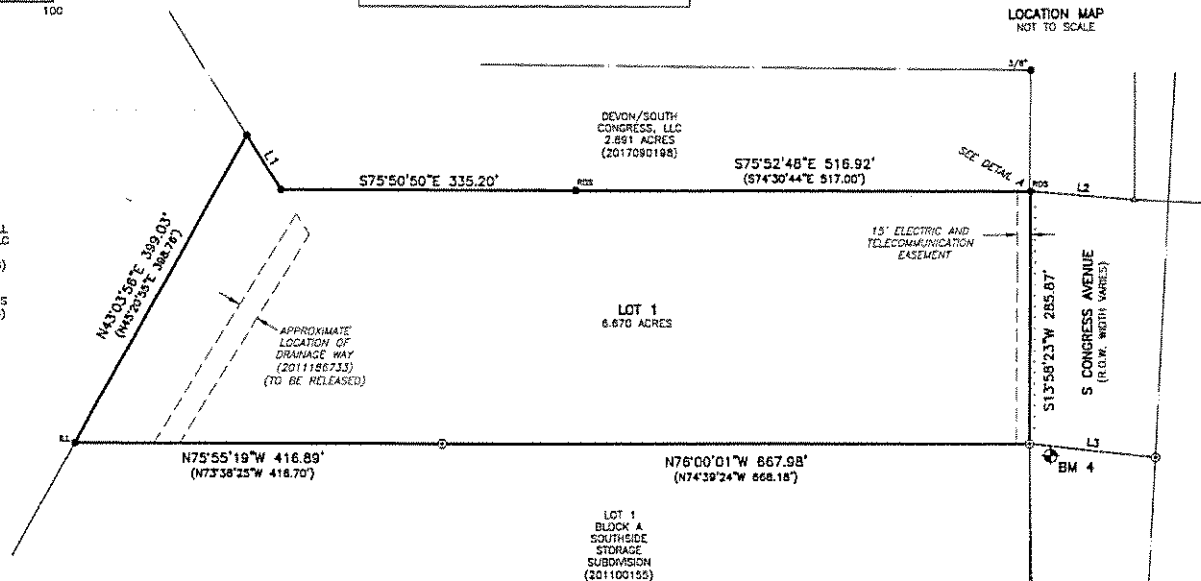 100
LOCATION MAP
NOT TO SCALE
3/8"
DEVON/SOUTH
CONGRESS, LLC
2.691 ACRES
(2017090198)
L1
S75°50'50"E 335.20'
RDS
S75°52'48"E 516.92'
(S74°30'44"E 517.00')
SEE DETAIL A
RDS
L2
N43°03'56"E 399.03'
(N45°20'55"E 398.76')
15' ELECTRIC AND
TELECOMMUNICATION
EASEMENT
LOT 1
6.670 ACRES
S13°58'23"W 285.87'
S CONGRESS AVENUE
(R.O.W. WIDTH VARIES)
APPROXIMATE
LOCATION OF
DRAINAGE WAY
(2011186733)
(TO BE RELEASED)
N75°55'19"W 416.89'
(N73°38'25"W 416.70')
N76°00'01"W 667.98'
(N74°39'24"W 668.18')
L3
BM 4
LOT 1
BLOCK A
SOUTHSIDE
STORAGE
SUBDIVISION
(201100155)